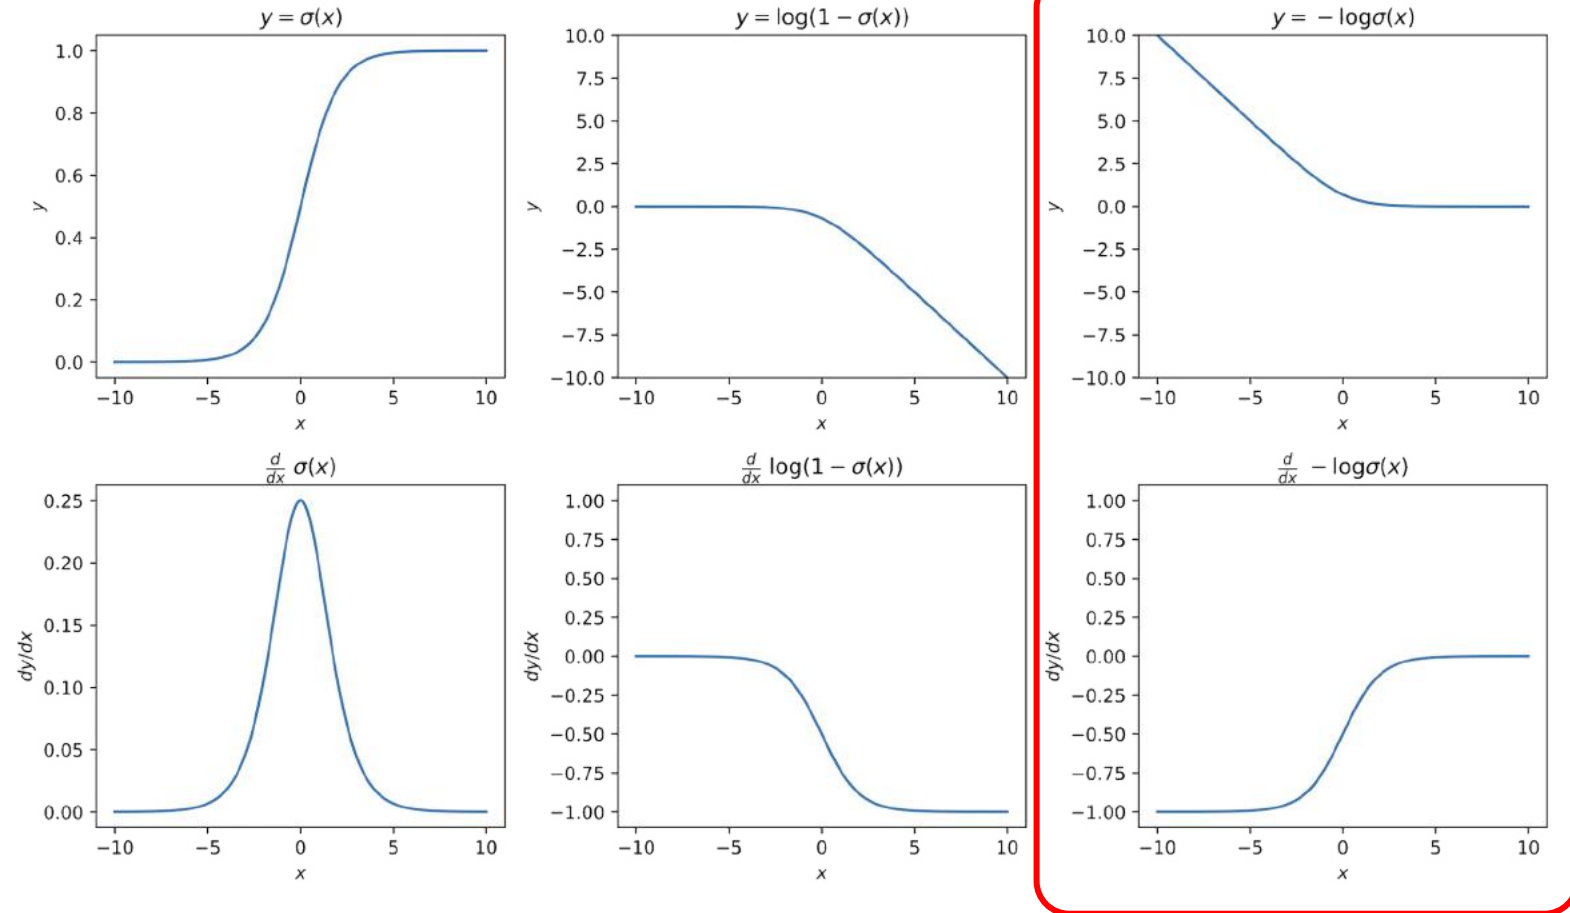 y = σ(x)
1.0
0.8
0.6
0.4
0.2
0.0
y
−10 −5 0 5 10
x
y = log(1 − σ(x))
10.0
7.5
5.0
2.5
0.0
−2.5
−5.0
−7.5
−10.0
y
−10 −5 0 5 10
x
y = − logσ(x)
10.0
7.5
5.0
2.5
0.0
−2.5
−5.0
−7.5
−10.0
y
−10 −5 0 5 10
x
d/dx σ(x)
0.25
0.20
0.15
0.10
0.05
0.00
dy/dx
−10 −5 0 5 10
x
d/dx log(1 − σ(x))
1.00
0.75
0.50
0.25
0.00
−0.25
−0.50
−0.75
−1.00
dy/dx
−10 −5 0 5 10
x
d/dx − logσ(x)
1.00
0.75
0.50
0.25
0.00
−0.25
−0.50
−0.75
−1.00
dy/dx
−10 −5 0 5 10
x